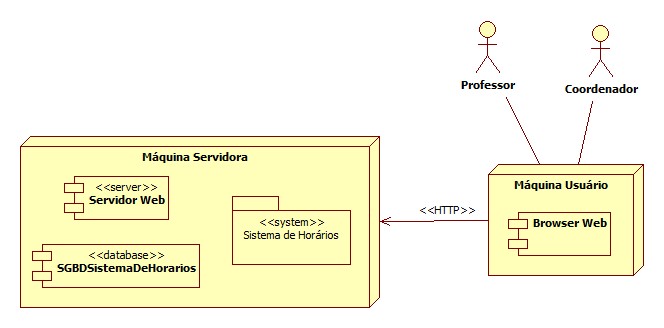 Professor
Coordenador
Máquina Servidora
<<server>>
Servidor Web
<<system>>
Sistema de Horários
<<database>>
SGBDSistemaDeHorarios
<<HTTP>>
Máquina Usuário
Browser Web